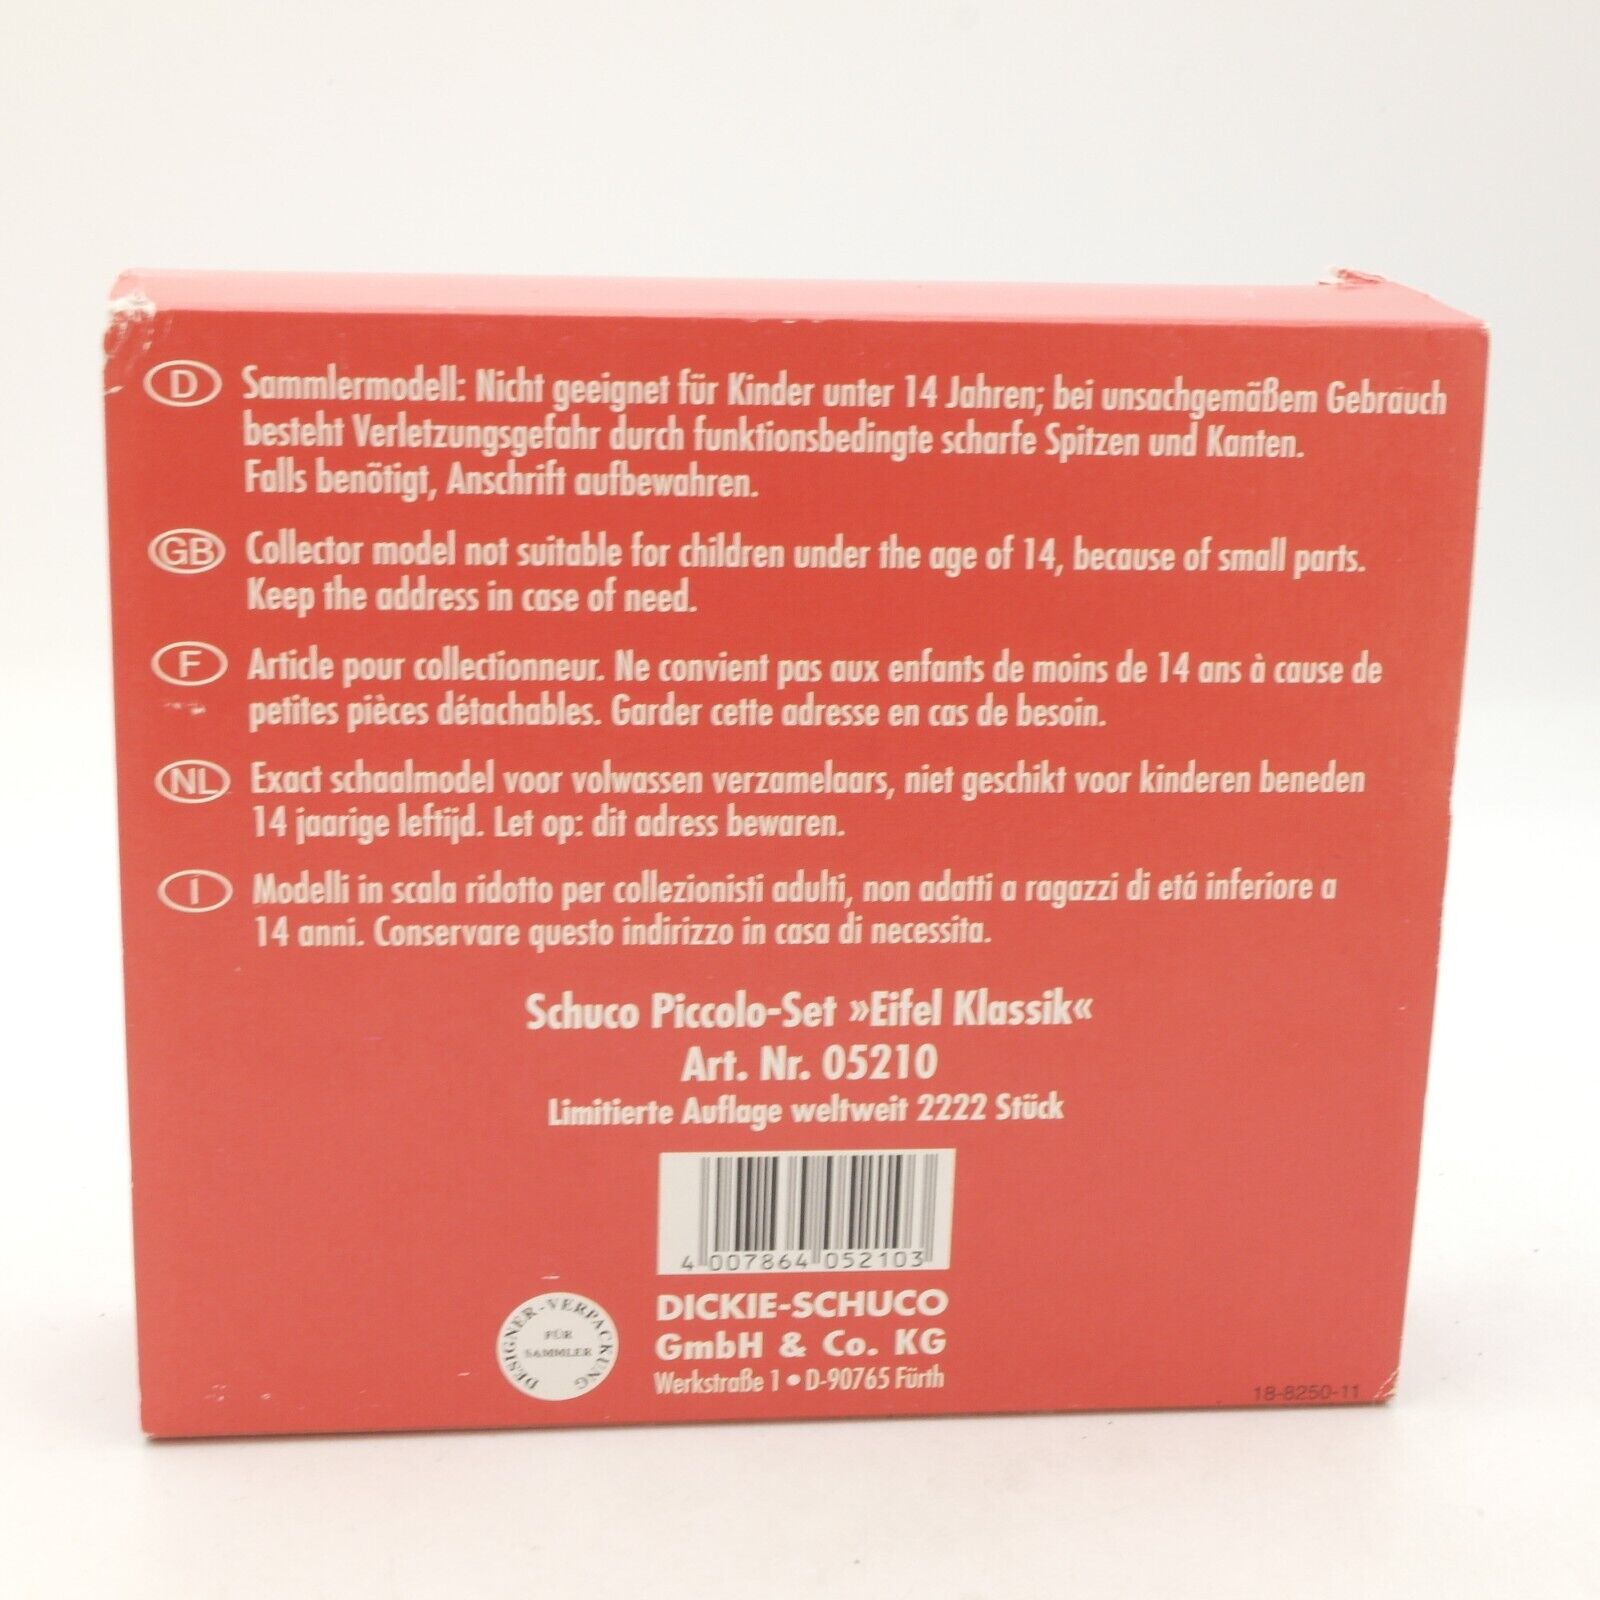 D Sammlermodell: Nicht geeignet für Kinder unter 14 Jahren; bei unsachgemäßem Gebrauch
besteht Verletzungsgefahr durch funktionsbedingte scharfe Spitzen und Kanten.
Falls benötigt, Anschrift aufbewahren.
GB Collector model not suitable for children under the age of 14, because of small parts.
Keep the address in case of need.
F Article pour collectionneur. Ne convient pas aux enfants de moins de 14 ans à cause de
petites pièces détachables. Garder cette adresse en cas de besoin.
NL Exact schaalmodel voor volwassen verzamelaars, niet geschikt voor kinderen beneden
14 jaarige leftijd. Let op: dit adress bewaren.
I Modelli in scala ridotto per collezionisti adulti, non adatti a ragazzi di etá inferiore a
14 anni. Conservare questo indirizzo in casa di necessita.
Schuco Piccolo-Set »Eifel Klassik«
Art. Nr. 05210
Limitierte Auflage weltweit 2222 Stück
4 007864 052103
DESIGNER-VERPACKUNG
FÜR
SAMMLER
DICKIE-SCHUCO
GmbH & Co. KG
Werkstraße 1 • D-90765 Fürth
18-8250-11